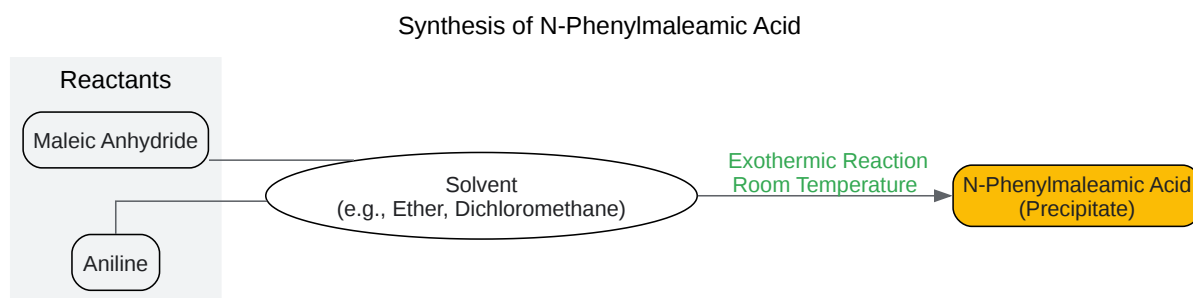 Synthesis of N-Phenylmaleamic Acid
Reactants
Maleic Anhydride
Aniline
Solvent
(e.g., Ether, Dichloromethane)
Exothermic Reaction
Room Temperature
N-Phenylmaleamic Acid
(Precipitate)